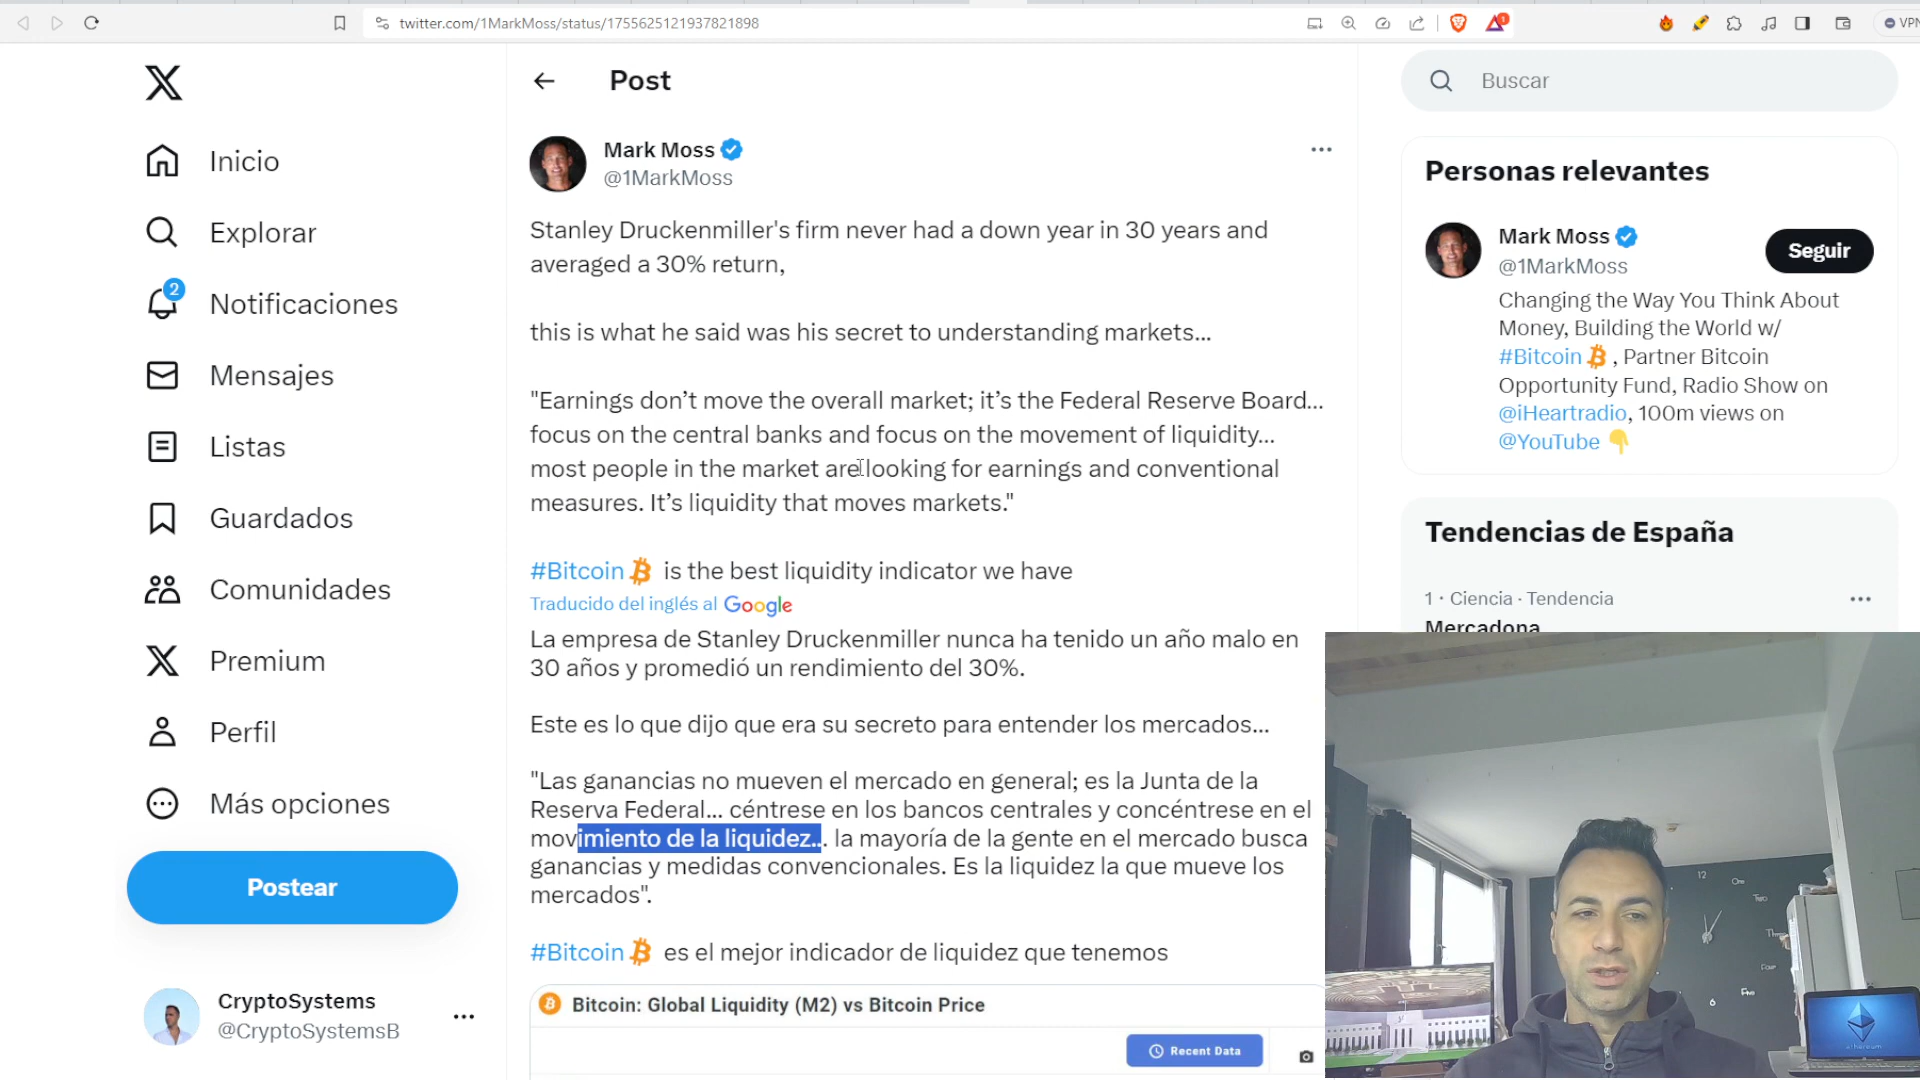 twitter.com/1MarkMoss/status/1755625121937821898
1
VPN
Post
Buscar
Inicio
Explorar
2
Notificaciones
Mensajes
Listas
Guardados
Comunidades
Premium
Perfil
Más opciones
Postear
CryptoSystems
@CryptoSystemsB
Mark Moss
@1MarkMoss
Stanley Druckenmiller's firm never had a down year in 30 years and
averaged a 30% return,
this is what he said was his secret to understanding markets...
"Earnings don’t move the overall market; it’s the Federal Reserve Board...
focus on the central banks and focus on the movement of liquidity...
most people in the market are looking for earnings and conventional
measures. It’s liquidity that moves markets."
#Bitcoin is the best liquidity indicator we have
Traducido del inglés al Google
La empresa de Stanley Druckenmiller nunca ha tenido un año malo en
30 años y promedió un rendimiento del 30%.
Este es lo que dijo que era su secreto para entender los mercados...
"Las ganancias no mueven el mercado en general; es la Junta de la
Reserva Federal... céntrese en los bancos centrales y concéntrese en el
movimiento de la liquidez... la mayoría de la gente en el mercado busca
ganancias y medidas convencionales. Es la liquidez la que mueve los
mercados".
#Bitcoin es el mejor indicador de liquidez que tenemos
Bitcoin: Global Liquidity (M2) vs Bitcoin Price
Recent Data
Personas relevantes
Mark Moss
@1MarkMoss
Seguir
Changing the Way You Think About
Money, Building the World w/
#Bitcoin , Partner Bitcoin
Opportunity Fund, Radio Show on
@iHeartradio, 100m views on
@YouTube
Tendencias de España
1 · Ciencia · Tendencia
Mercadona
12
One
Two
Four
Five
6